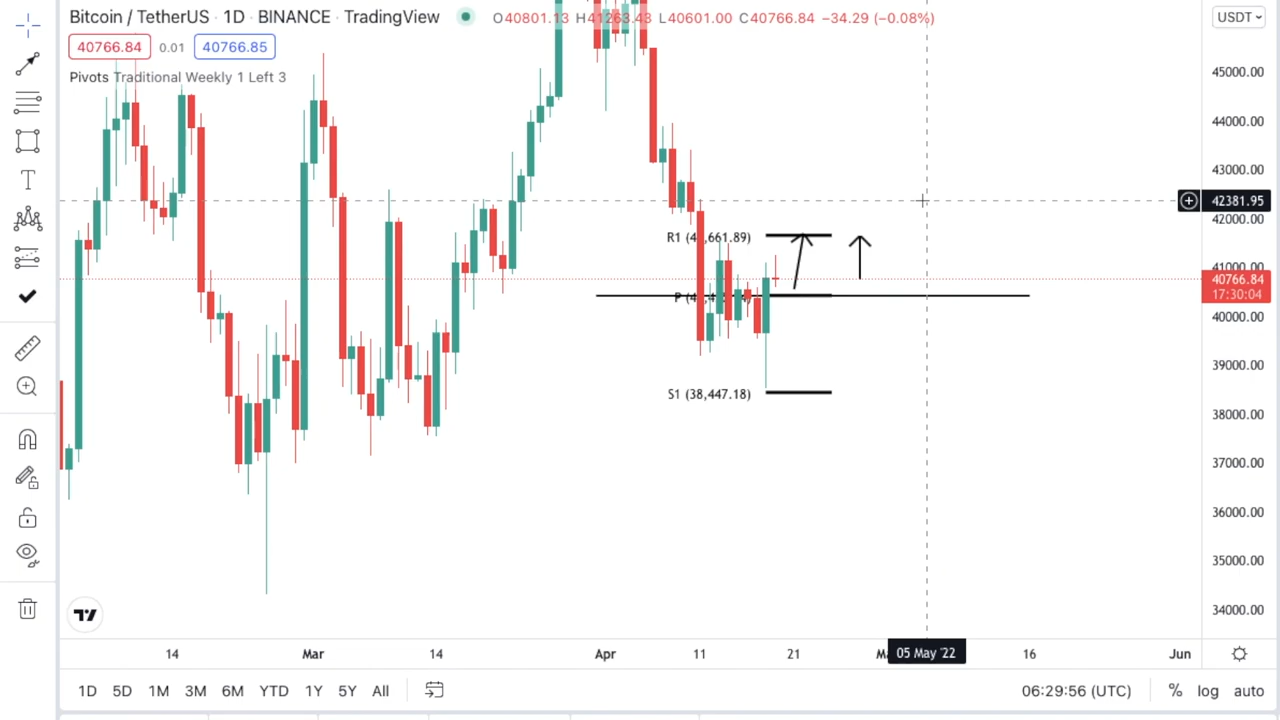 Bitcoin / TetherUS · 1D · BINANCE · TradingView O40801.13 H41263.43 L40601.00 C40766.84 −34.29 (−0.08%) USDT
40766.84 0.01 40766.85
Pivots Traditional Weekly 1 Left 3
45000.00
44000.00
43000.00
42381.95
42000.00
R1 (4 ,661.89)
41000.00
40766.84
17:30:04
40000.00
39000.00
S1 (38,447.18)
38000.00
37000.00
36000.00
35000.00
34000.00
14 Mar 14 Apr 11 21 05 May '22 16 Jun
1D 5D 1M 3M 6M YTD 1Y 5Y All 06:29:56 (UTC) % log auto